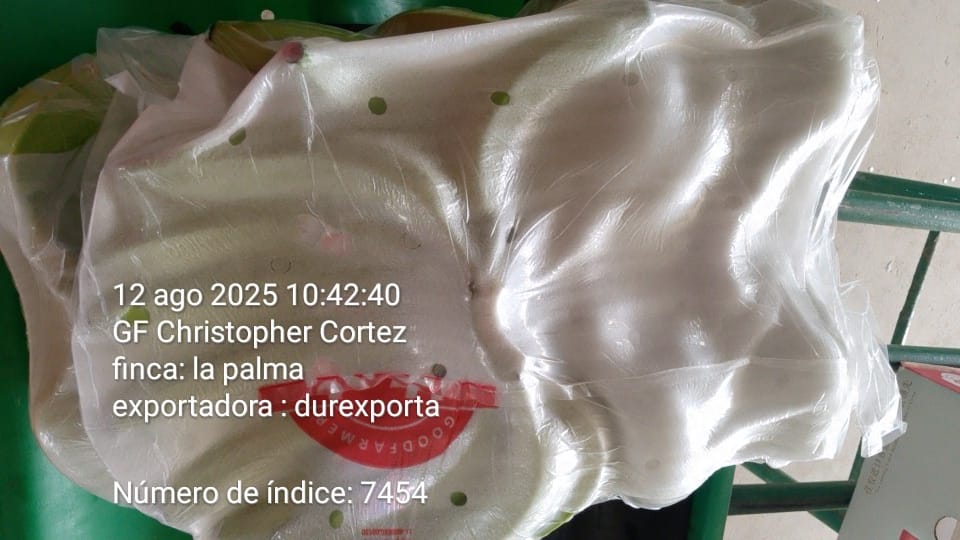 12 ago 2025 10:42:40
GF Christopher Cortez
finca: la palma
exportadora : durexporta
GOODFARMER
Número de índice: 7454